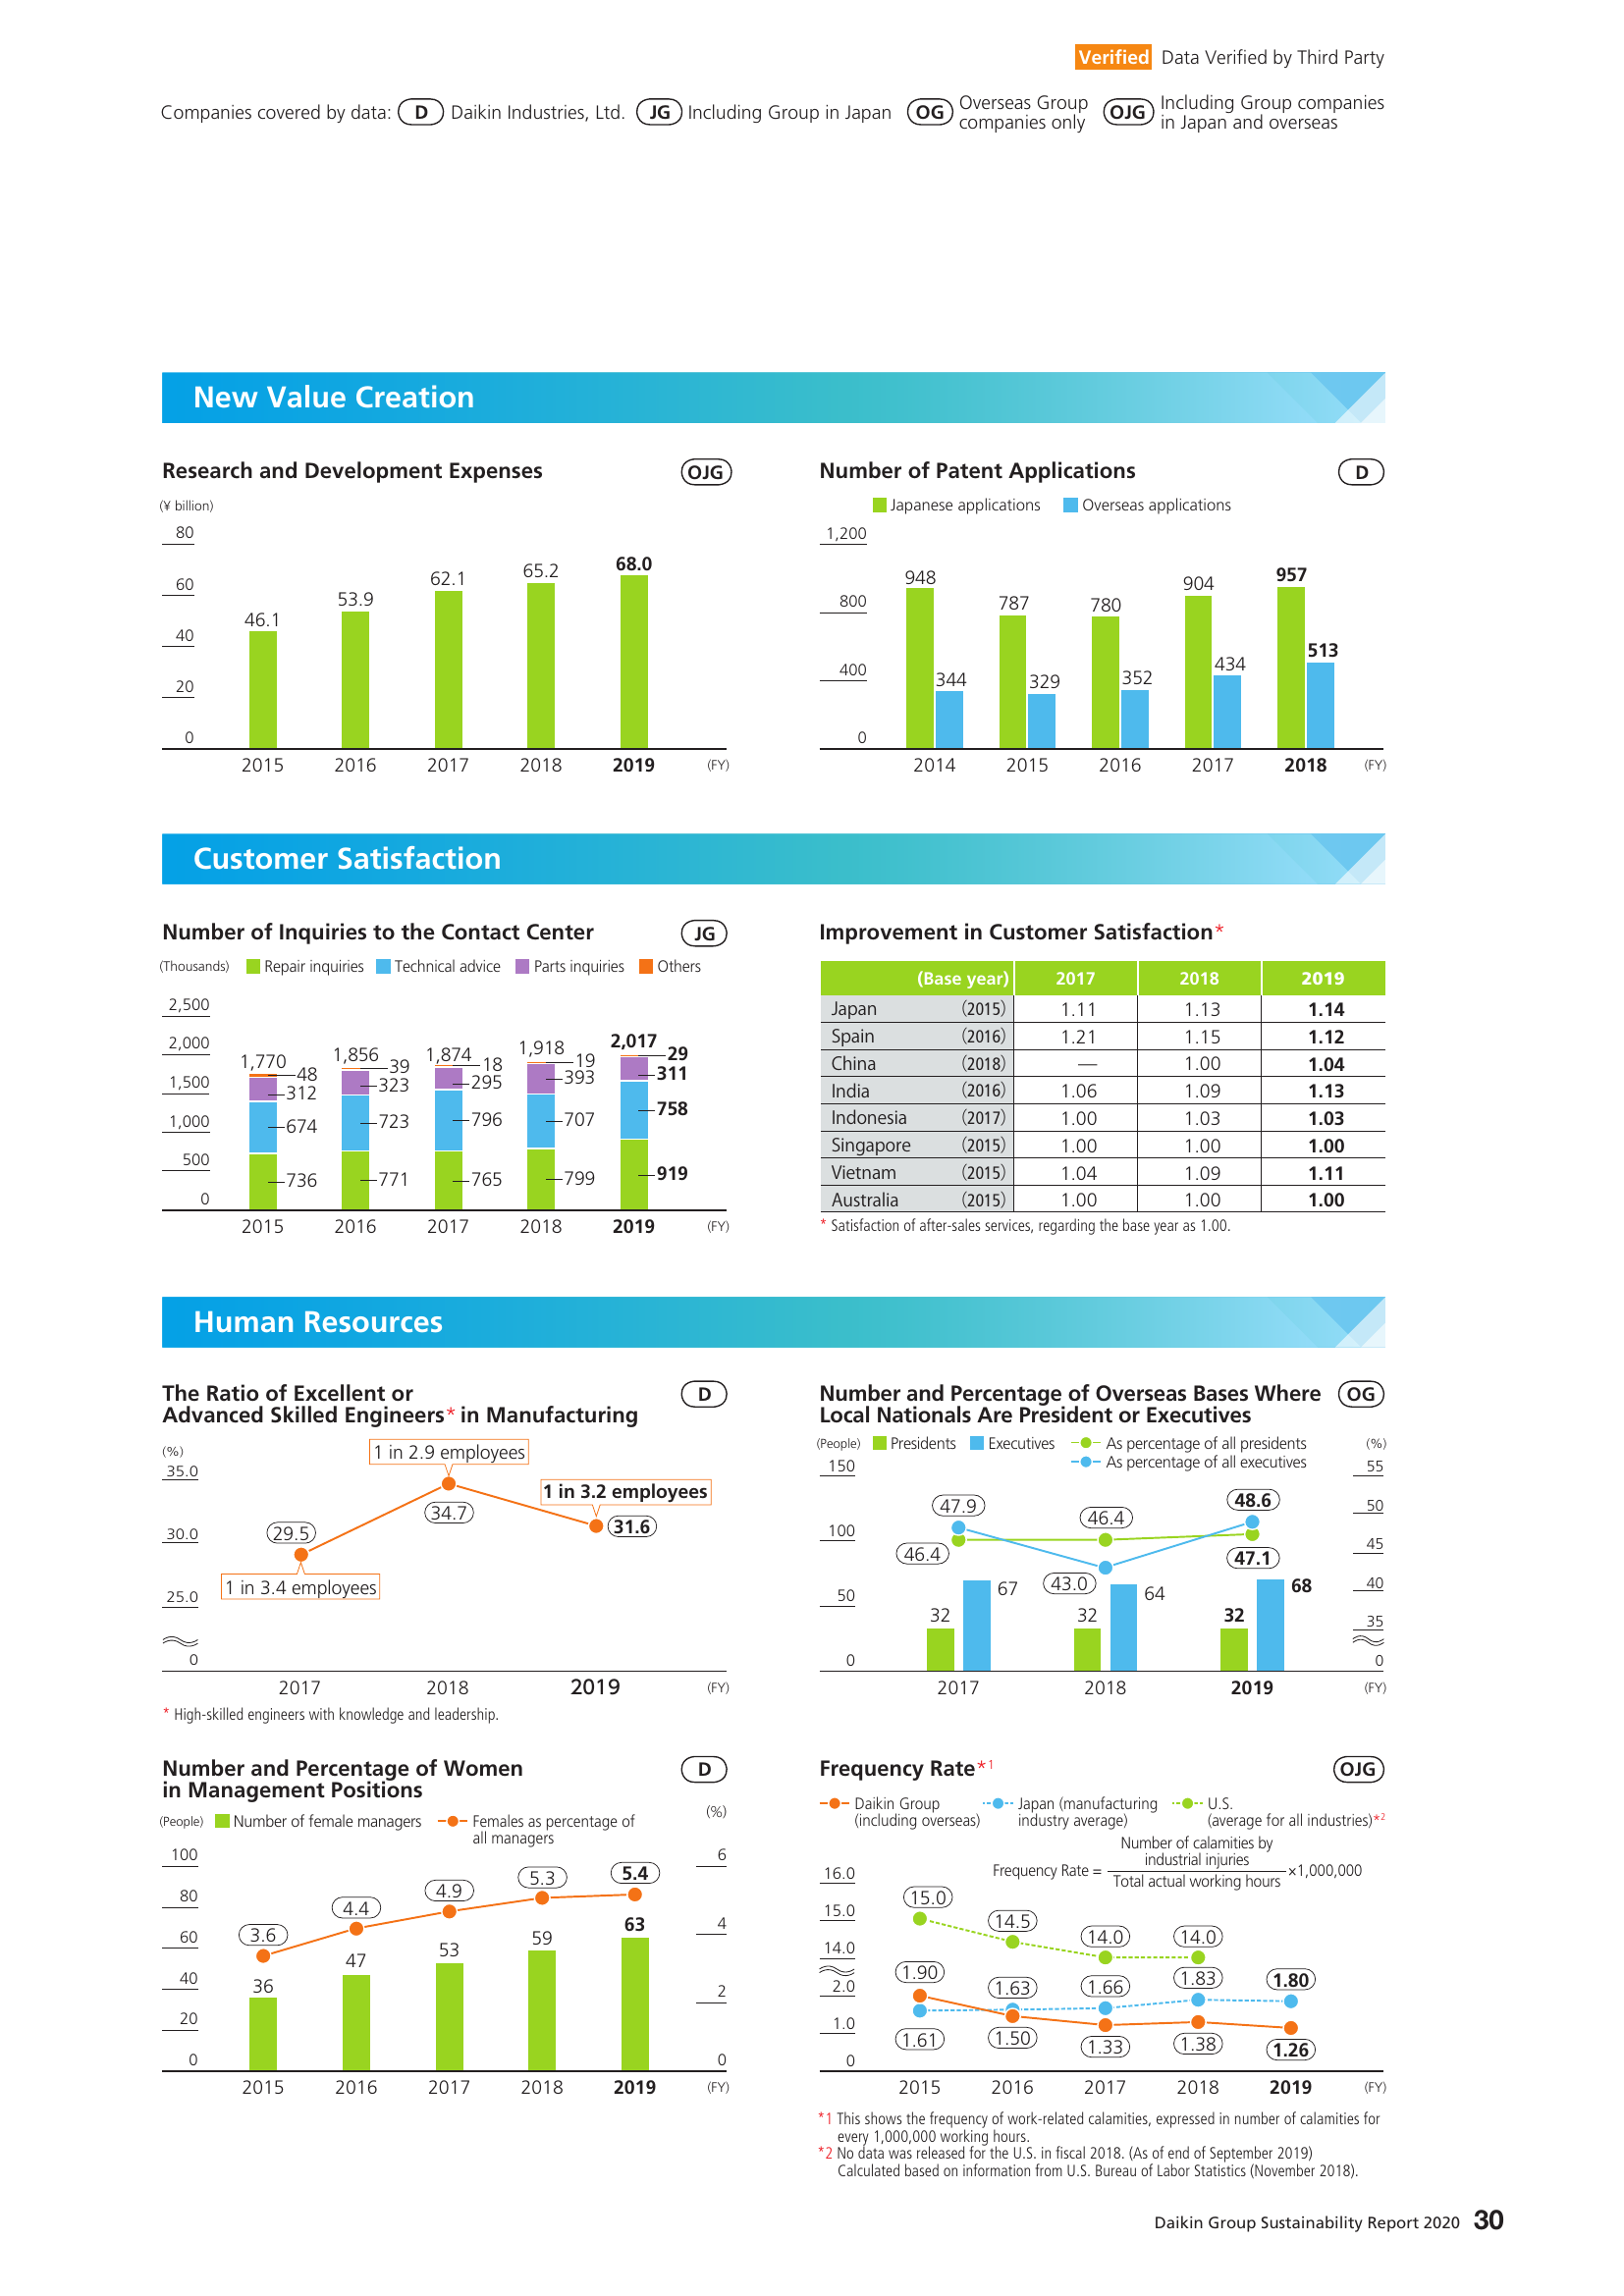 Verified Data Verified by Third Party
Companies covered by data: D Daikin Industries, Ltd. JG Including Group in Japan OG Overseas Group companies only OJG Including Group companies in Japan and overseas
New Value Creation
Research and Development Expenses OJG
(¥ billion)
80
60
40
20
0
46.1 53.9 62.1 65.2 68.0
2015 2016 2017 2018 2019 (FY)
Number of Patent Applications D
Japanese applications Overseas applications
1,200
800
400
0
948 787 780 904 957
344 329 352 434 513
2014 2015 2016 2017 2018 (FY)
Customer Satisfaction
Number of Inquiries to the Contact Center JG
(Thousands) Repair inquiries Technical advice Parts inquiries Others
2,500
2,000
1,500
1,000
500
0
1,770 1,856 1,874 1,918 2,017
48 39 18 19 29
312 323 295 393 311
674 723 796 707 758
736 771 765 799 919
2015 2016 2017 2018 2019 (FY)
Improvement in Customer Satisfaction*
(Base year) 2017 2018 2019
Japan (2015) 1.11 1.13 1.14
Spain (2016) 1.21 1.15 1.12
China (2018) — 1.00 1.04
India (2016) 1.06 1.09 1.13
Indonesia (2017) 1.00 1.03 1.03
Singapore (2015) 1.00 1.00 1.00
Vietnam (2015) 1.04 1.09 1.11
Australia (2015) 1.00 1.00 1.00
* Satisfaction of after-sales services, regarding the base year as 1.00.
Human Resources
The Ratio of Excellent or D
Advanced Skilled Engineers* in Manufacturing
(%)
35.0
30.0
25.0
0
1 in 2.9 employees
1 in 3.2 employees
34.7
29.5
31.6
1 in 3.4 employees
2017 2018 2019 (FY)
* High-skilled engineers with knowledge and leadership.
Number and Percentage of Overseas Bases Where OG
Local Nationals Are President or Executives
(People) Presidents Executives As percentage of all presidents (%)
As percentage of all executives
150
100
50
0
55
50
45
40
35
0
47.9 46.4 48.6
46.4 43.0 47.1
32 67 32 64 32 68
2017 2018 2019 (FY)
Number and Percentage of Women D
in Management Positions
(People) Number of female managers Females as percentage of all managers (%)
100
80
60
40
20
0
6
4
2
0
3.6 4.4 4.9 5.3 5.4
36 47 53 59 63
2015 2016 2017 2018 2019 (FY)
Frequency Rate*1 OJG
Daikin Group (including overseas) Japan (manufacturing industry average) U.S. (average for all industries)*2
Frequency Rate = Number of calamities by industrial injuries Total actual working hours ×1,000,000
16.0
15.0
14.0
2.0
1.0
0
15.0 14.5 14.0 14.0
1.90 1.63 1.66 1.83 1.80
1.61 1.50 1.33 1.38 1.26
2015 2016 2017 2018 2019 (FY)
*1 This shows the frequency of work-related calamities, expressed in number of calamities for
every 1,000,000 working hours.
*2 No data was released for the U.S. in fiscal 2018. (As of end of September 2019)
Calculated based on information from U.S. Bureau of Labor Statistics (November 2018).
Daikin Group Sustainability Report 2020 30